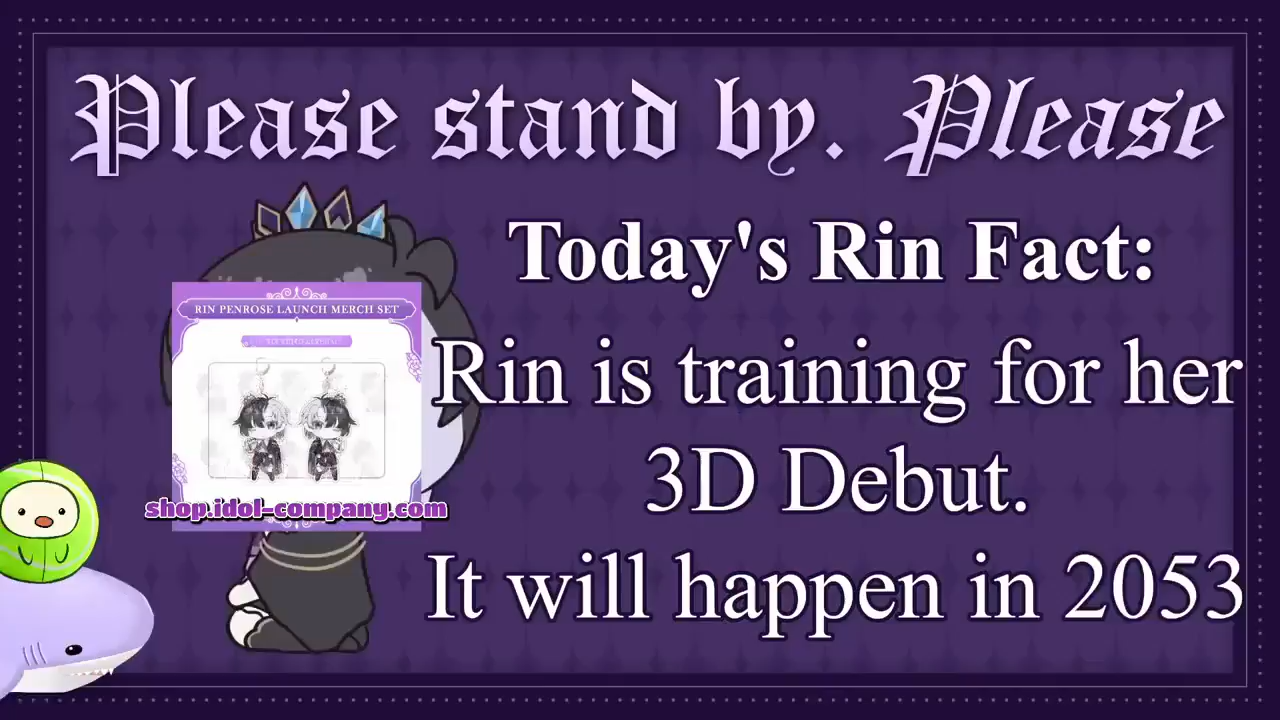 Please stand by. Please
Today's Rin Fact:
Rin is training for her
3D Debut.
It will happen in 2053
RIN PENROSE LAUNCH MERCH SET
shop.idol-company.com